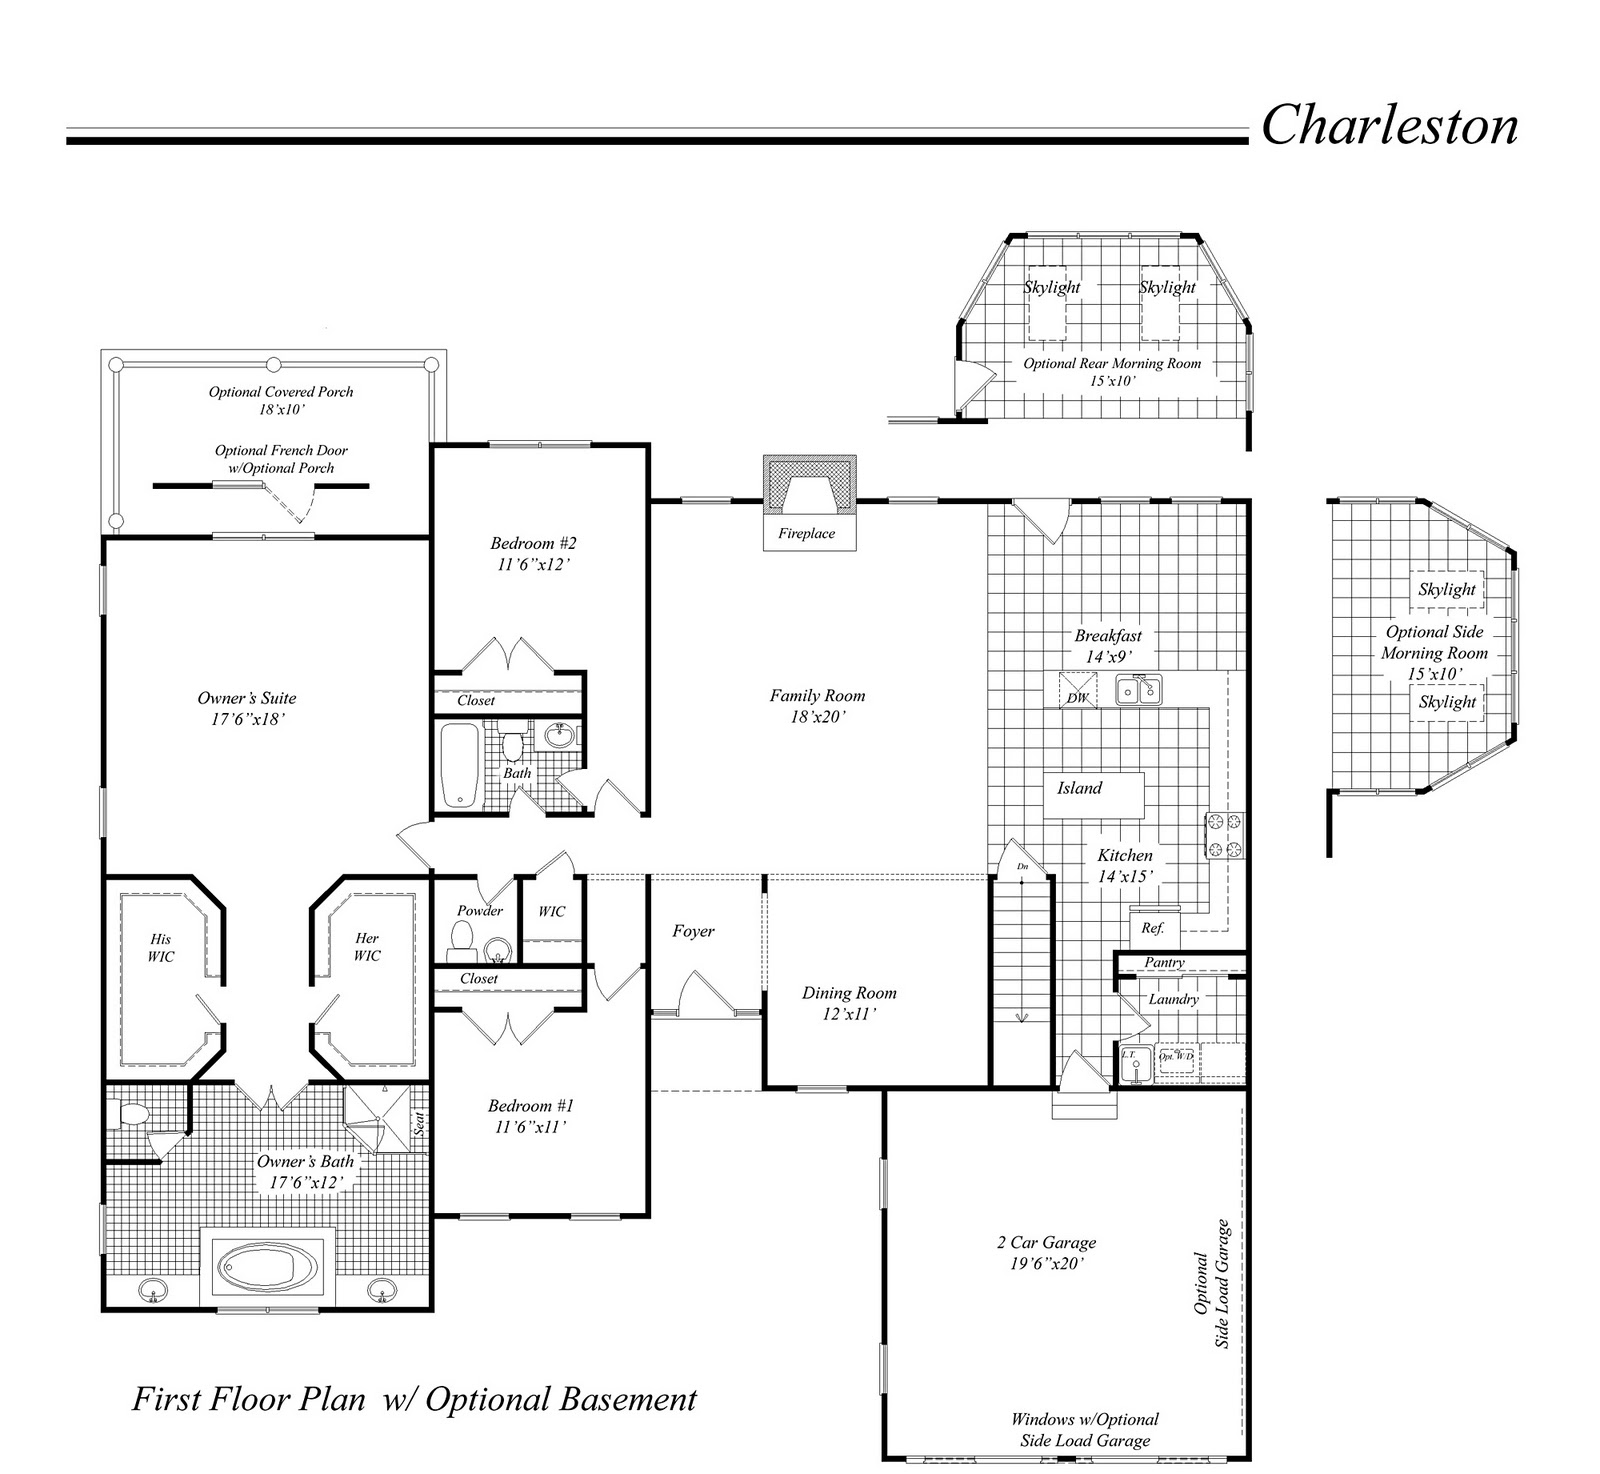 Charleston
Skylight
Skylight
Optional Rear Morning Room
15’x10’
Optional Covered Porch
18’x10’
Optional French Door
w/Optional Porch
Fireplace
Bedroom #2
11’6”x12’
Skylight
Optional Side
Morning Room
15’x10’
Skylight
Breakfast
14’x9’
Owner’s Suite
17’6”x18’
Closet
Family Room
18’x20’
DW
Bath
Island
Kitchen
14’x15’
Dn
His
WIC
Her
WIC
Powder
WIC
Foyer
Ref.
Pantry
Closet
Dining Room
12’x11’
Laundry
L.T.
Opt. W/D
Seat
Bedroom #1
11’6”x11’
Owner’s Bath
17’6”x12’
2 Car Garage
19’6”x20’
Optional
Side Load Garage
First Floor Plan w/ Optional Basement
Windows w/Optional
Side Load Garage